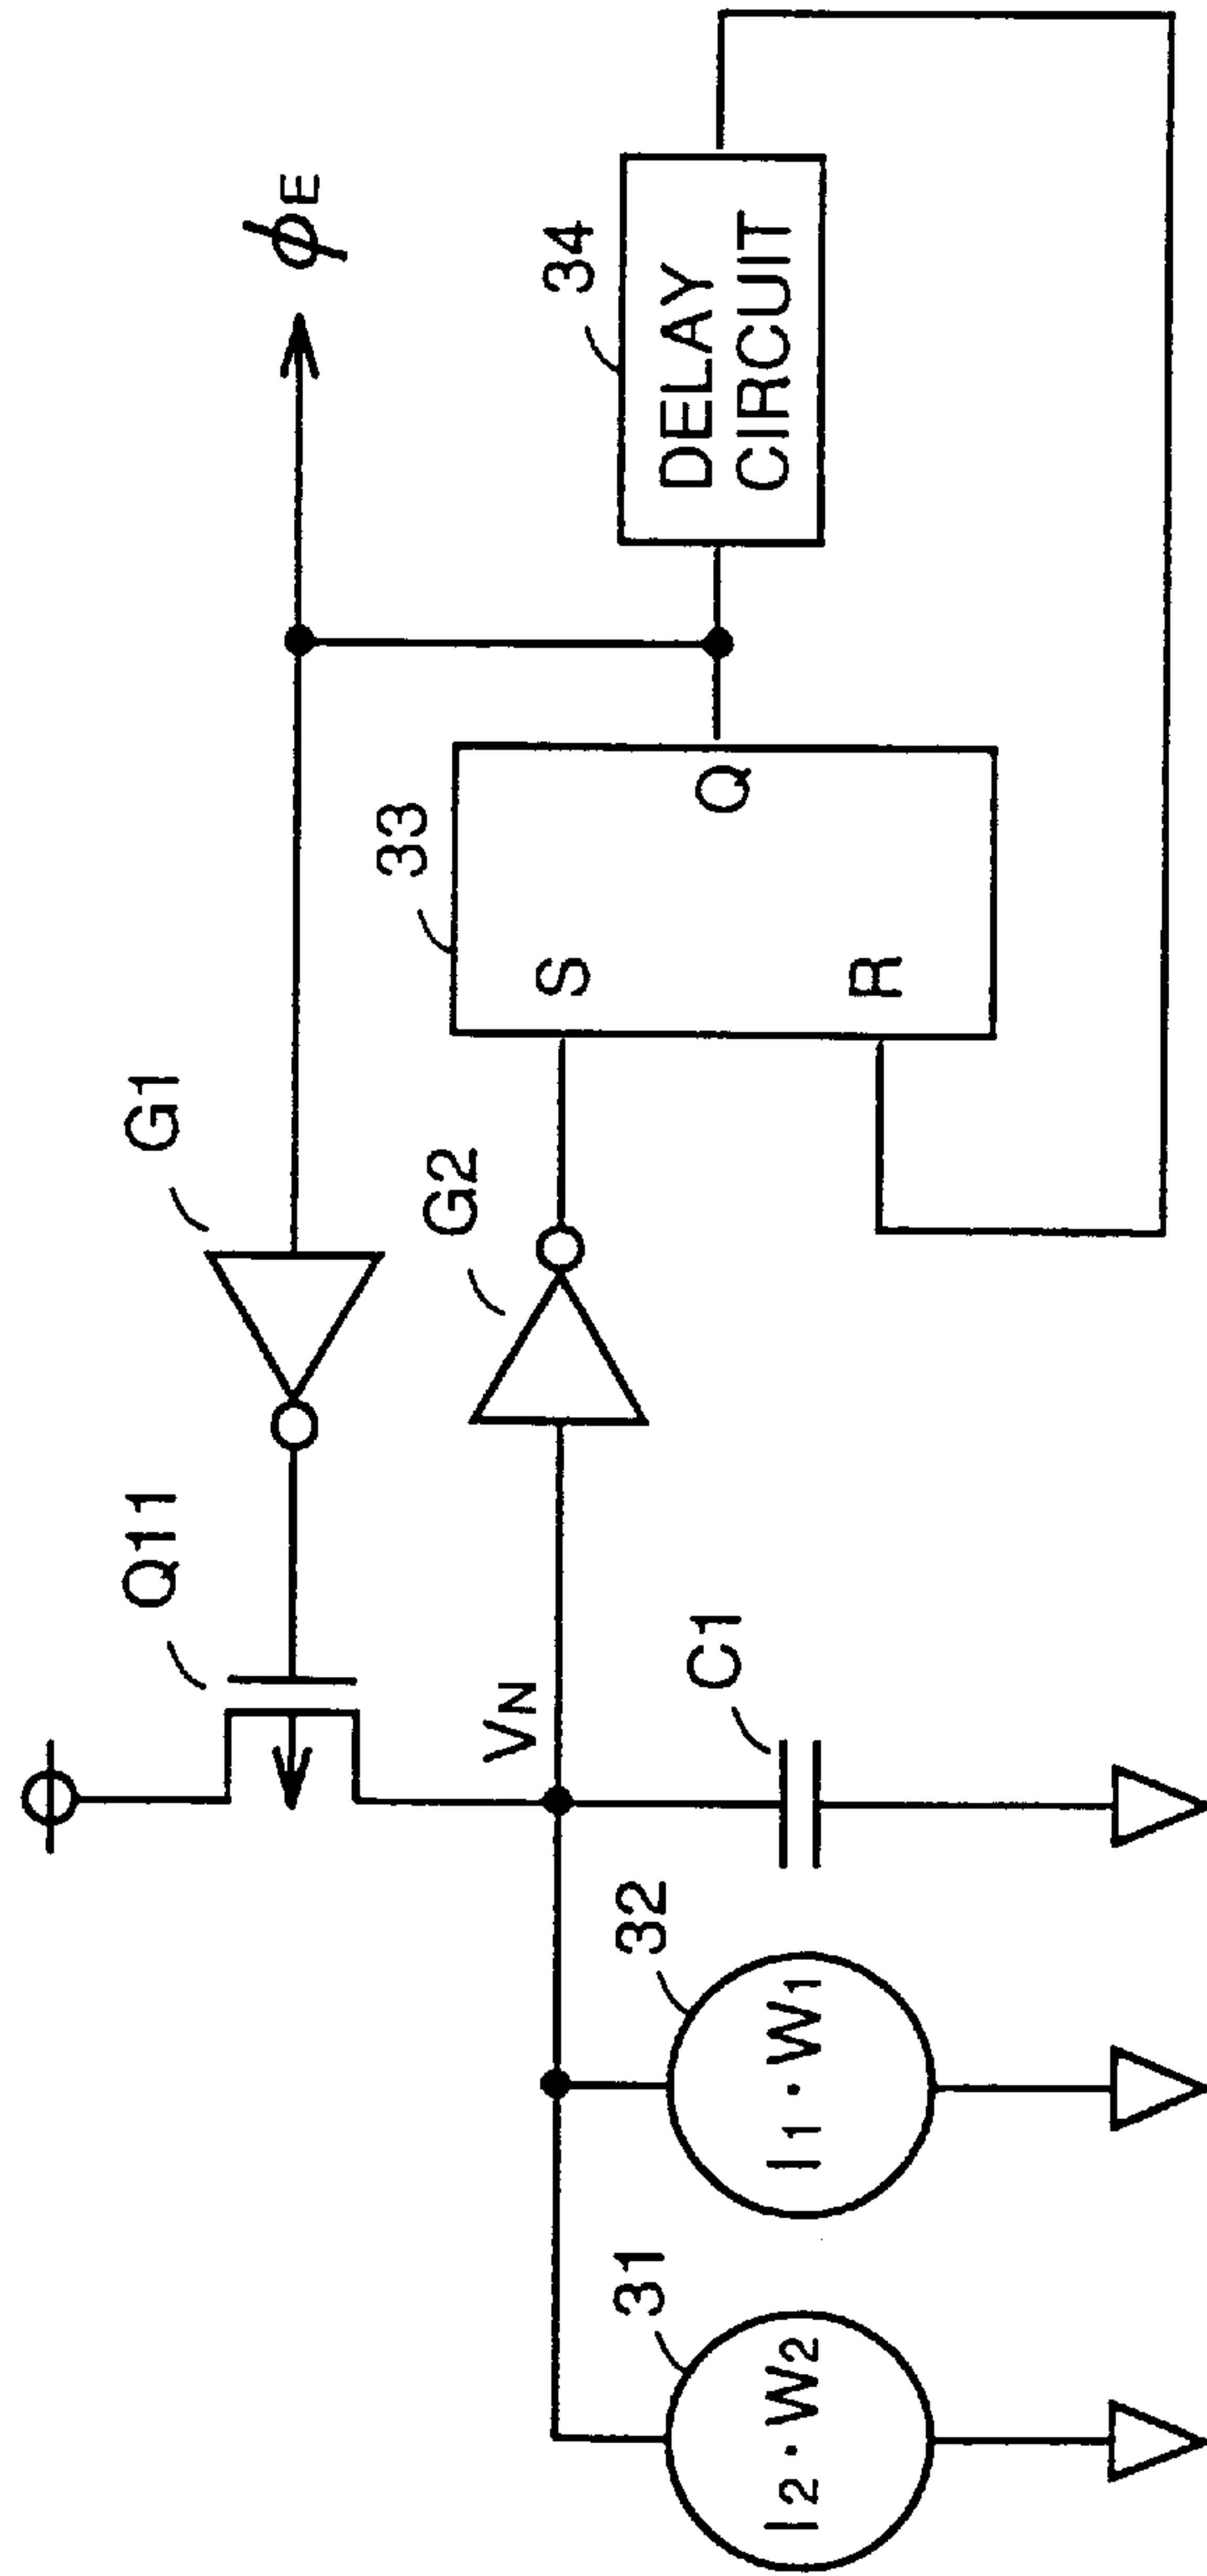 Q11
G1
ϕE
VN
G2
33
S
R
Q
34
DELAY
CIRCUIT
31
I2・W2
32
I1・W1
C1